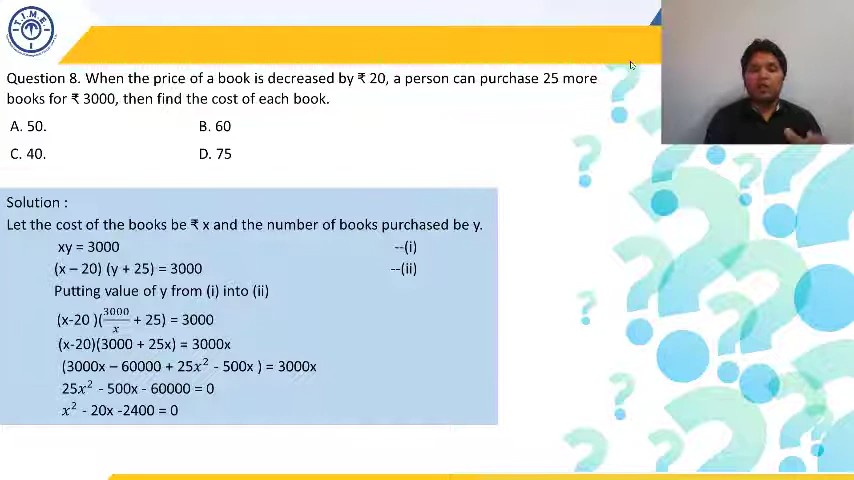 T.I.M.E.
Question 8. When the price of a book is decreased by ₹ 20, a person can purchase 25 more
books for ₹ 3000, then find the cost of each book.
A. 50. B. 60
C. 40. D. 75
Solution :
Let the cost of the books be ₹ x and the number of books purchased be y.
xy = 3000 --(i)
(x – 20) (y + 25) = 3000 --(ii)
Putting value of y from (i) into (ii)
(x-20 )(3000/x + 25) = 3000
(x-20)(3000 + 25x) = 3000x
(3000x – 60000 + 25x² - 500x ) = 3000x
25x² - 500x - 60000 = 0
x² - 20x -2400 = 0